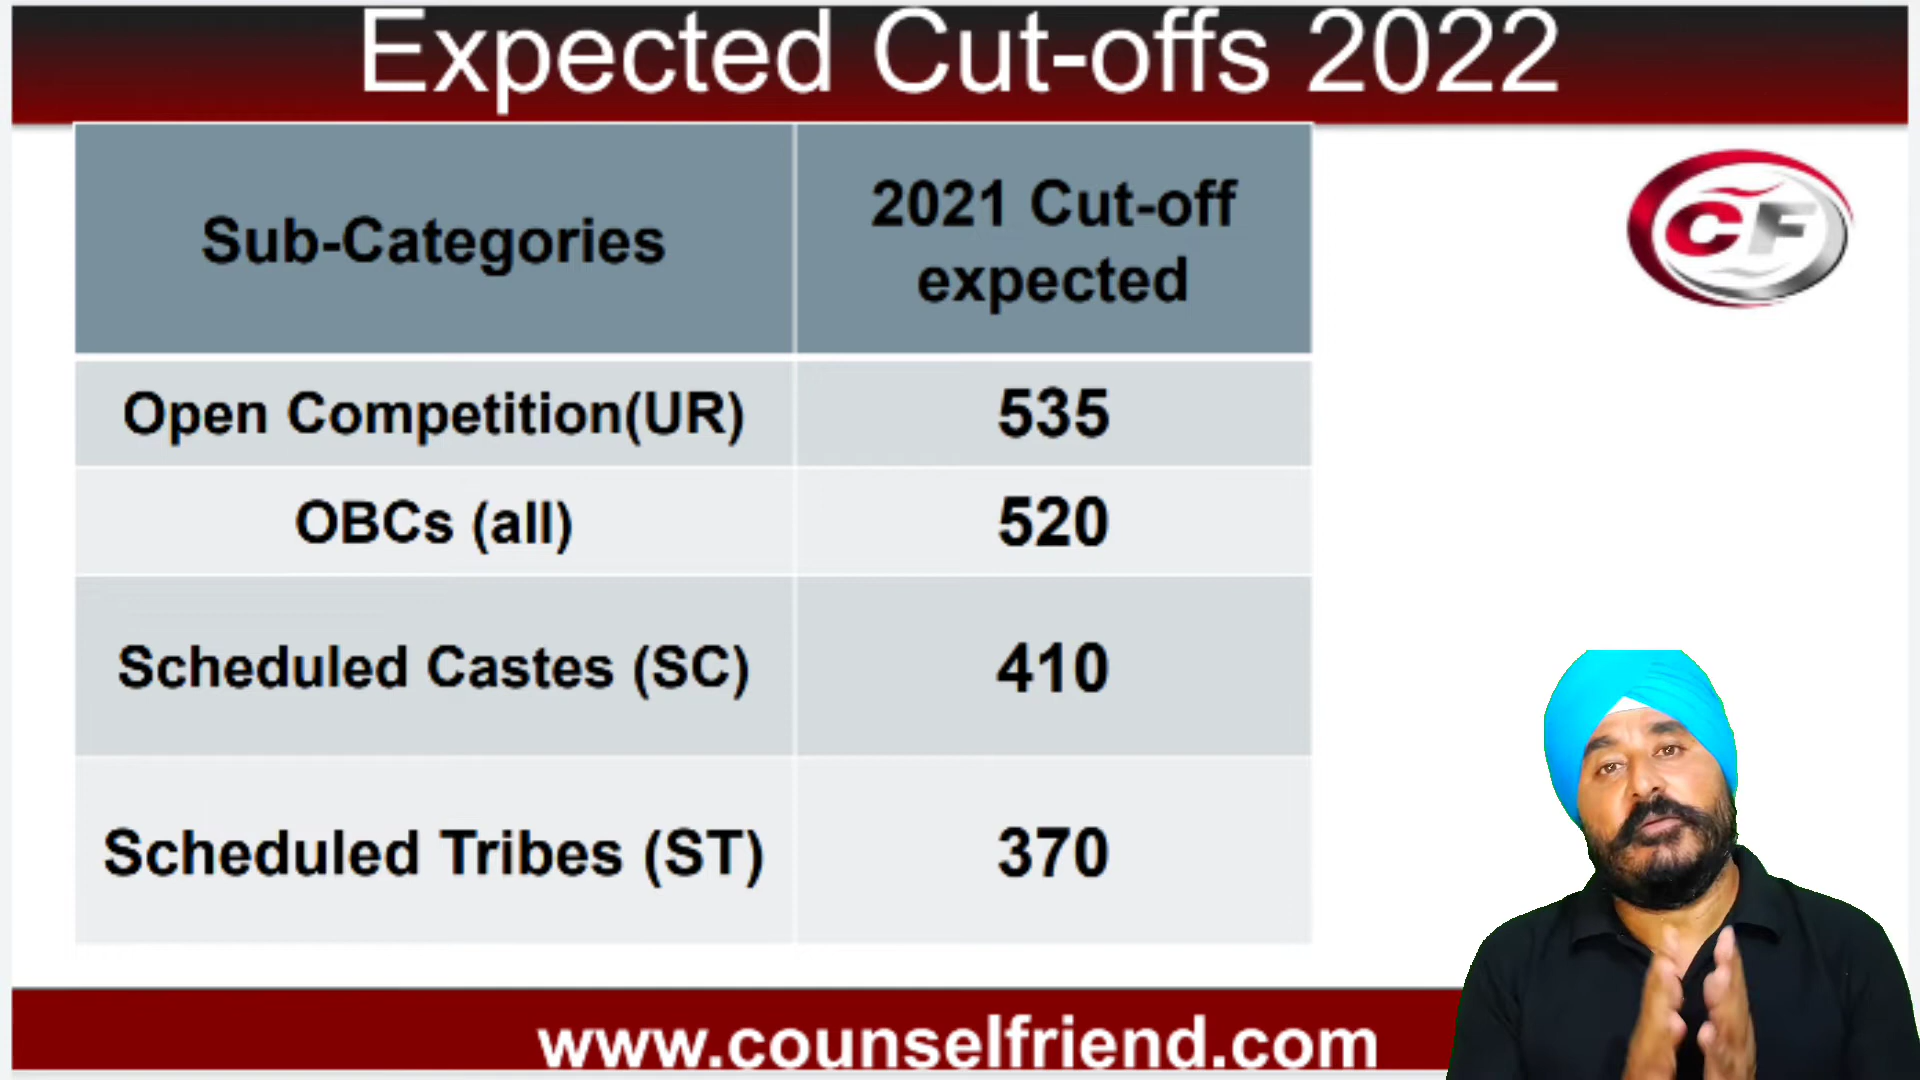 Expected Cut-offs 2022
CF
Sub-Categories
2021 Cut-off
expected
Open Competition(UR)
535
OBCs (all)
520
Scheduled Castes (SC)
410
Scheduled Tribes (ST)
370
www.counselfriend.com